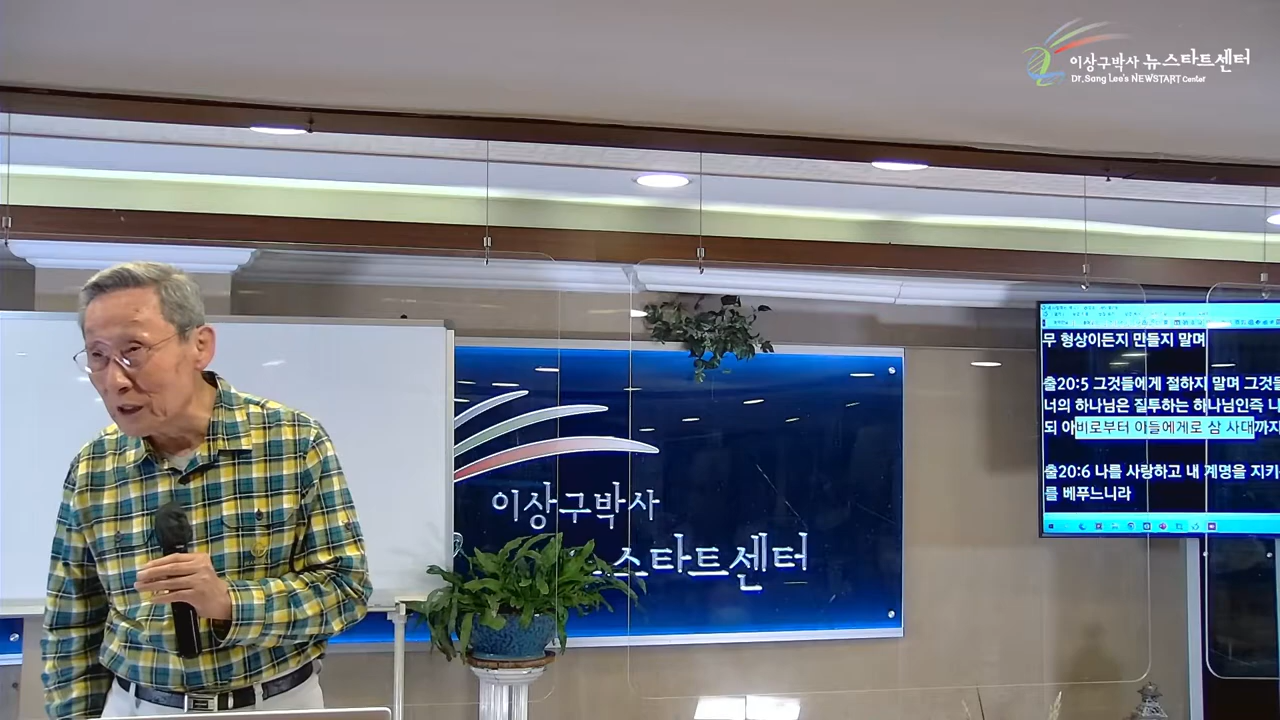 이상구박사 뉴스타트센터
Dr. Sang Lee's NEWSTART Center
이상구박사
스타트센터
무 형상이든지 만들지 말며
출20:5 그것들에게 절하지 말며 그것들
너의 하나님은 질투하는 하나님인즉 나
되 아비로부터 아들에게로 삼 사대까지
출20:6 나를 사랑하고 내 계명을 지키
를 베푸느니라